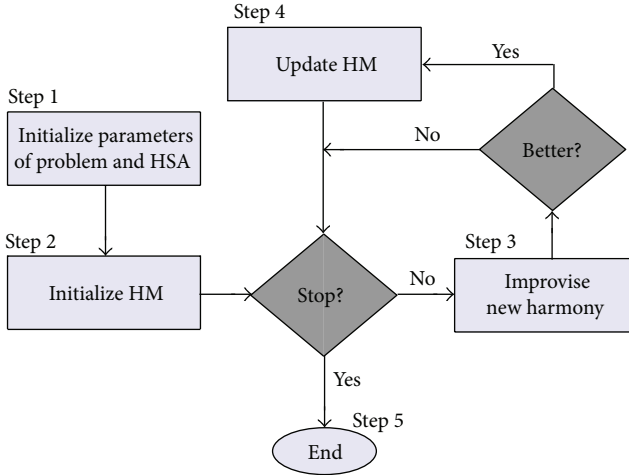 Step 4
Update HM
Yes
Step 1
Initialize parameters
of problem and HSA
No
Better?
Step 2
Initialize HM
Stop?
No
Step 3
Improvise
new harmony
Yes
Step 5
End